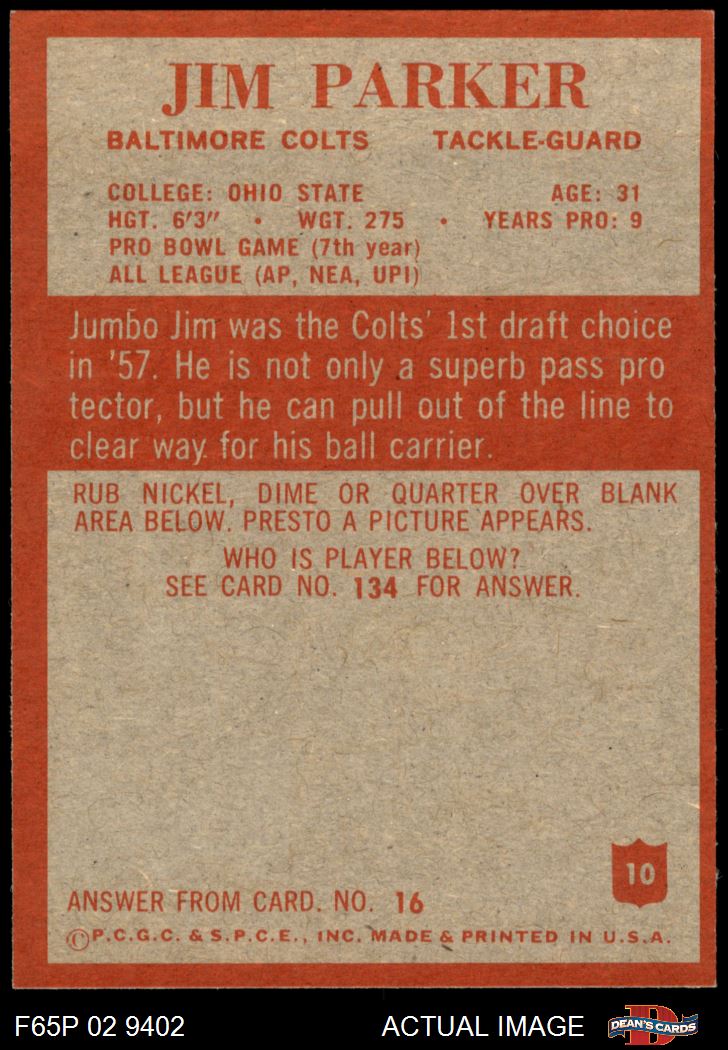 JIM PARKER
BALTIMORE COLTS TACKLE-GUARD
COLLEGE: OHIO STATE AGE: 31
HGT. 6'3" • WGT. 275 • YEARS PRO: 9
PRO BOWL GAME (7th year)
ALL LEAGUE (AP, NEA, UPI)
Jumbo Jim was the Colts' 1st draft choice
in '57. He is not only a superb pass pro
tector, but he can pull out of the line to
clear way. for his ball carrier.
RUB NICKEL, DIME OR QUARTER OVER BLANK
AREA BELOW. PRESTO A PICTURE APPEARS.
WHO IS PLAYER BELOW?
SEE CARD NO. 134 FOR ANSWER.
10
ANSWER FROM CARD. NO. 16
©P.C.G.C. & S.P.C.E., INC. MADE & PRINTED IN U.S.A.
F65P 02 9402 ACTUAL IMAGE D DEAN'S CARDS